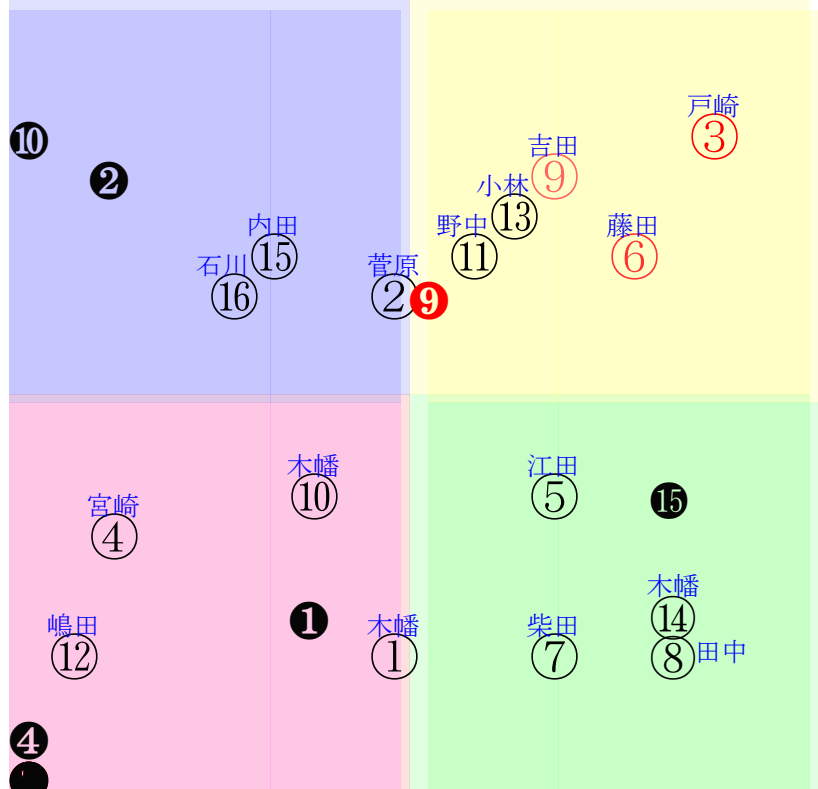 戸崎
③
❿
吉田
⑨
❷
小林
⑬
内田
⑮
野中
⑪
藤田
⑥
石川
⑯
菅原
②
❾
木幡
⑩
江田
⑤
⓯
宮崎
④
木幡
⑭
❶
嶋田
⑫
木幡
①
柴田
⑦
⑧田中
❹